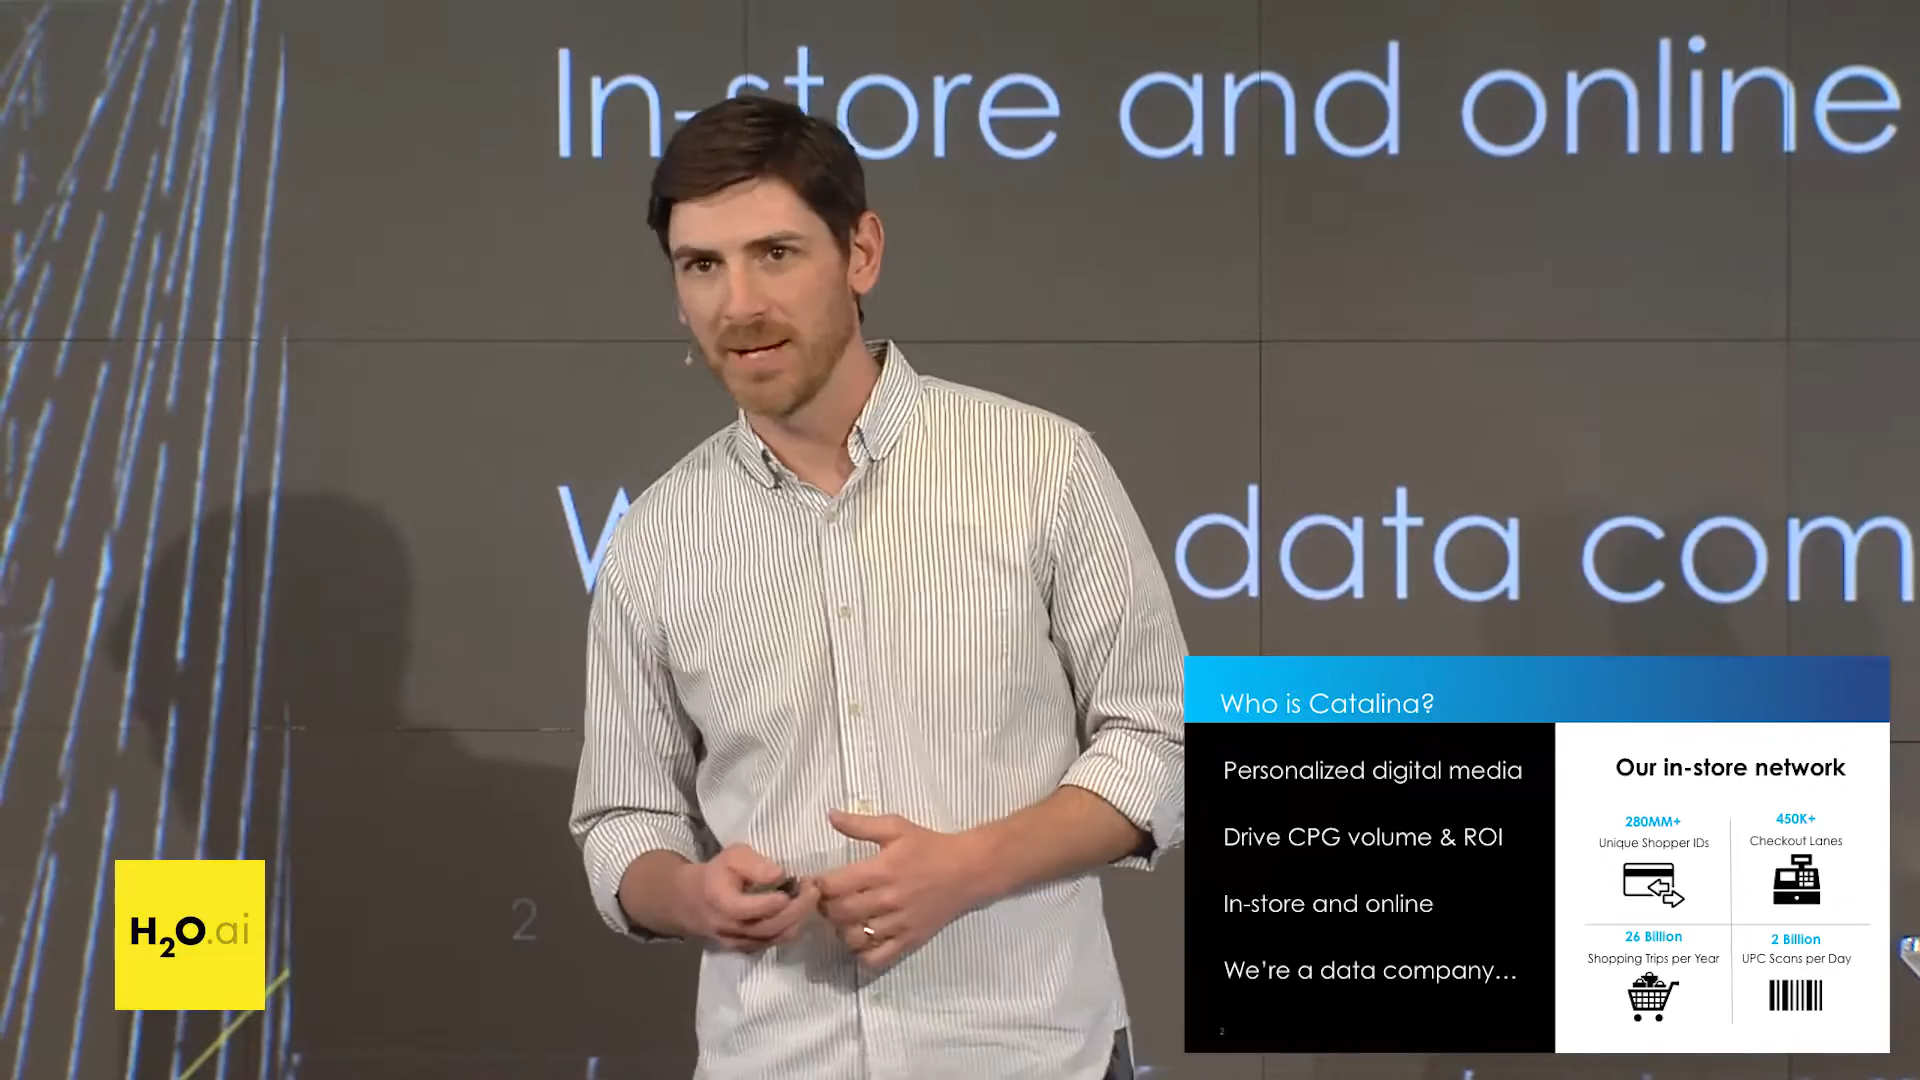 In-store and online
data com
Who is Catalina?
Personalized digital media
Drive CPG volume & ROI
In-store and online
We're a data company...
2
Our in-store network
280MM+
Unique Shopper IDs
450K+
Checkout Lanes
26 Billion
Shopping Trips per Year
2 Billion
UPC Scans per Day
H2O.ai
2